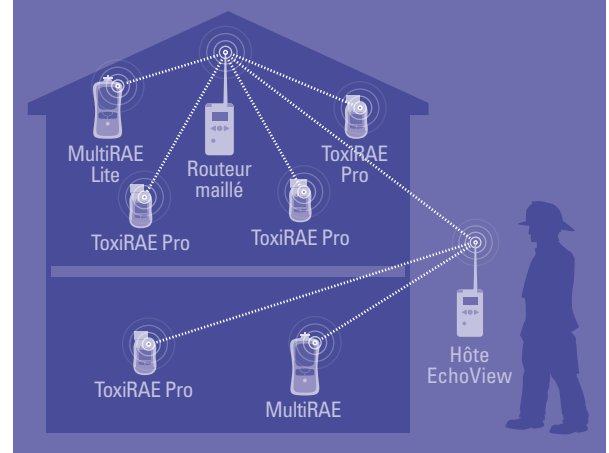 MultiRAE
Lite
Routeur
maillé
ToxiRAE
Pro
ToxiRAE Pro
ToxiRAE Pro
Hôte
EchoView
ToxiRAE Pro
MultiRAE